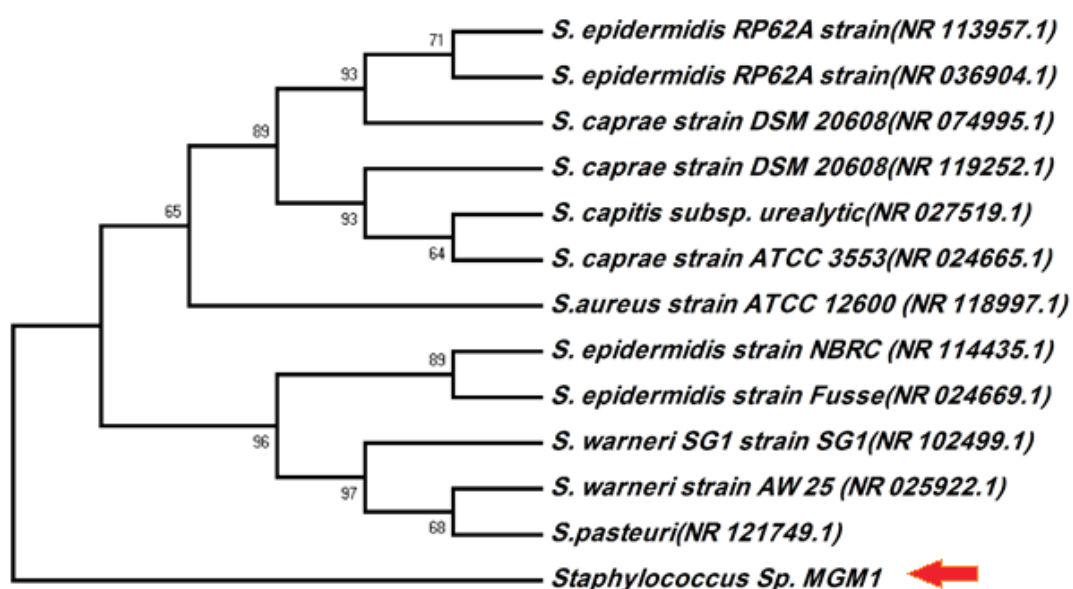 71
S. epidermidis RP62A strain(NR 113957.1)
93
S. epidermidis RP62A strain(NR 036904.1)
S. caprae strain DSM 20608(NR 074995.1)
89
S. caprae strain DSM 20608(NR 119252.1)
65
93
S. capitis subsp. urealytic(NR 027519.1)
64
S. caprae strain ATCC 3553(NR 024665.1)
S.aureus strain ATCC 12600 (NR 118997.1)
89
S. epidermidis strain NBRC (NR 114435.1)
S. epidermidis strain Fusse(NR 024669.1)
96
S. warneri SG1 strain SG1(NR 102499.1)
97
S. warneri strain AW 25 (NR 025922.1)
68
S.pasteuri(NR 121749.1)
Staphylococcus Sp. MGM1